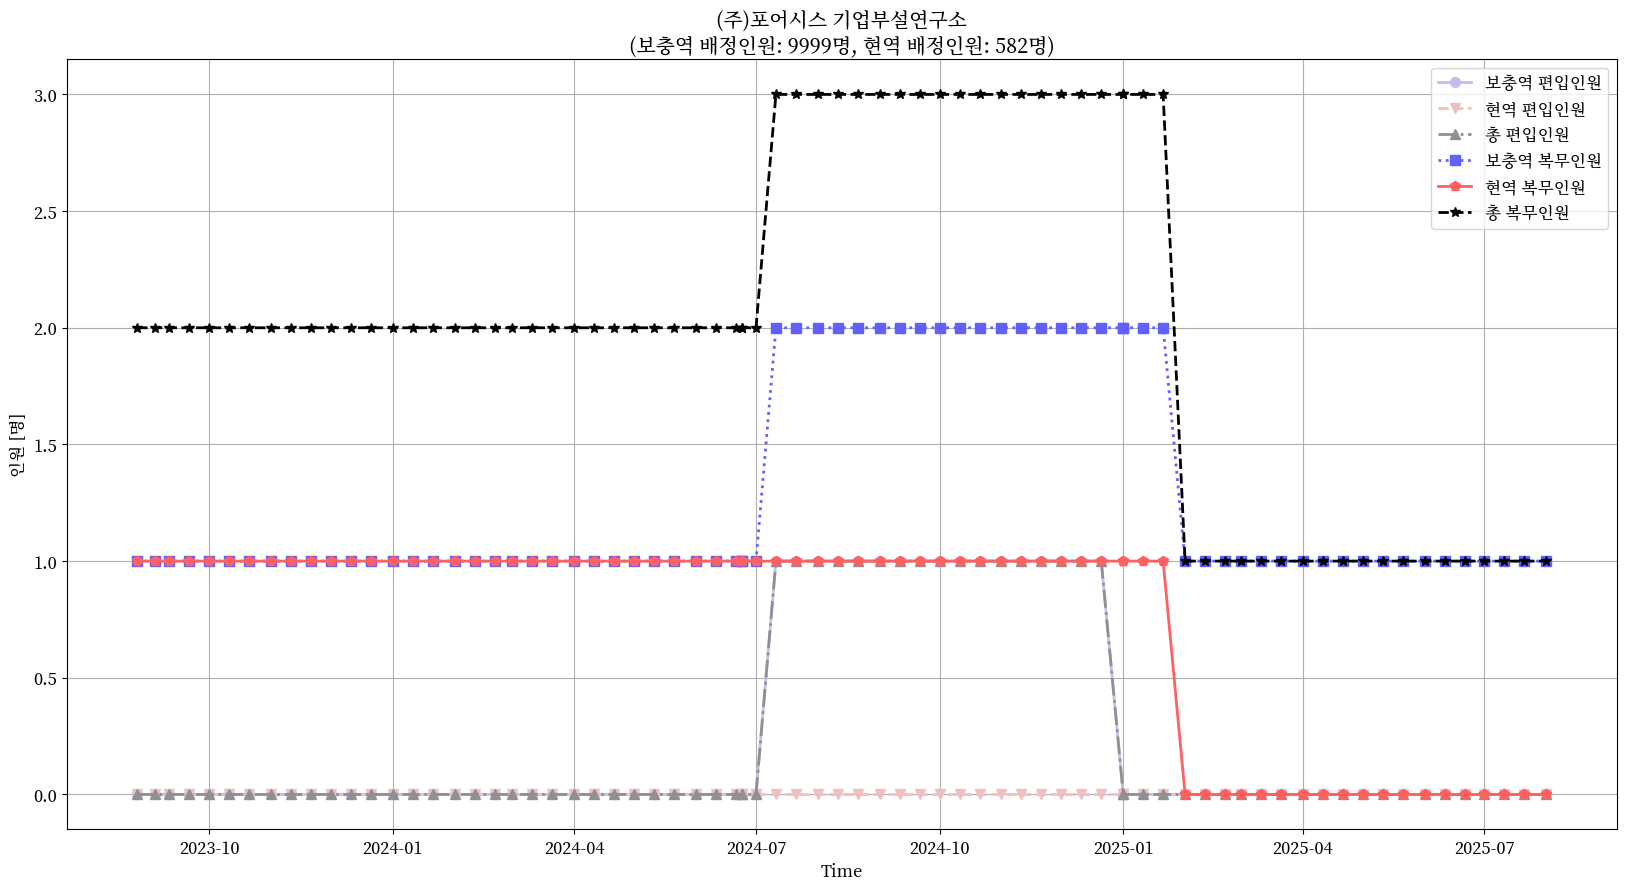 (주)포어시스 기업부설연구소
(보충역 배정인원: 9999명, 현역 배정인원: 582명)
보충역 편입인원
현역 편입인원
총 편입인원
보충역 복무인원
현역 복무인원
총 복무인원
인원 [명]
3.0
2.5
2.0
1.5
1.0
0.5
0.0
2023-10
2024-01
2024-04
2024-07
2024-10
2025-01
2025-04
2025-07
Time